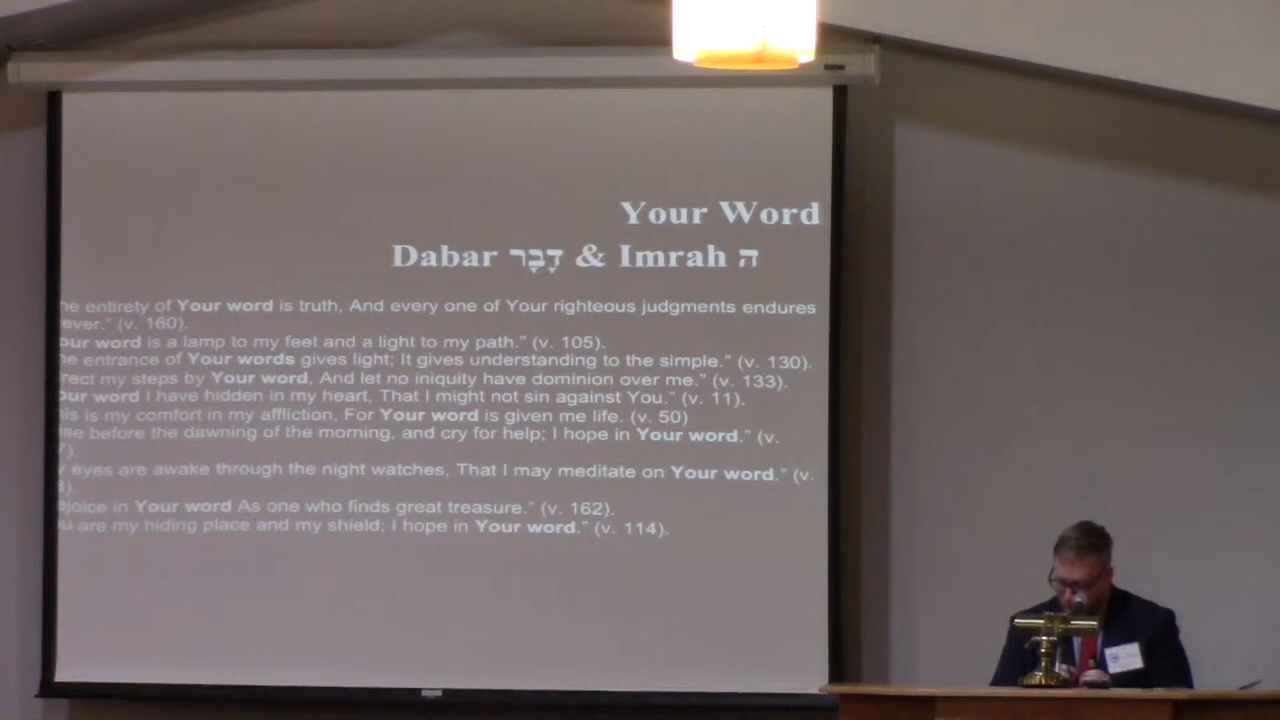 Your Word
Dabar דָּבָר & Imrah ה
he entirety of Your word is truth, And every one of Your righteous judgments endures
ever." (v. 160).
our word is a lamp to my feet and a light to my path." (v. 105).
he entrance of Your words gives light; It gives understanding to the simple." (v. 130).
rect my steps by Your word, And let no iniquity have dominion over me." (v. 133).
our word I have hidden in my heart, That I might not sin against You." (v. 11).
his is my comfort in my affliction, For Your word is given me life. (v. 50)
ise before the dawning of the morning, and cry for help; I hope in Your word." (v.
7).
y eyes are awake through the night watches, That I may meditate on Your word." (v.
8).
ejoice in Your word As one who finds great treasure." (v. 162).
u are my hiding place and my shield; I hope in Your word." (v. 114).